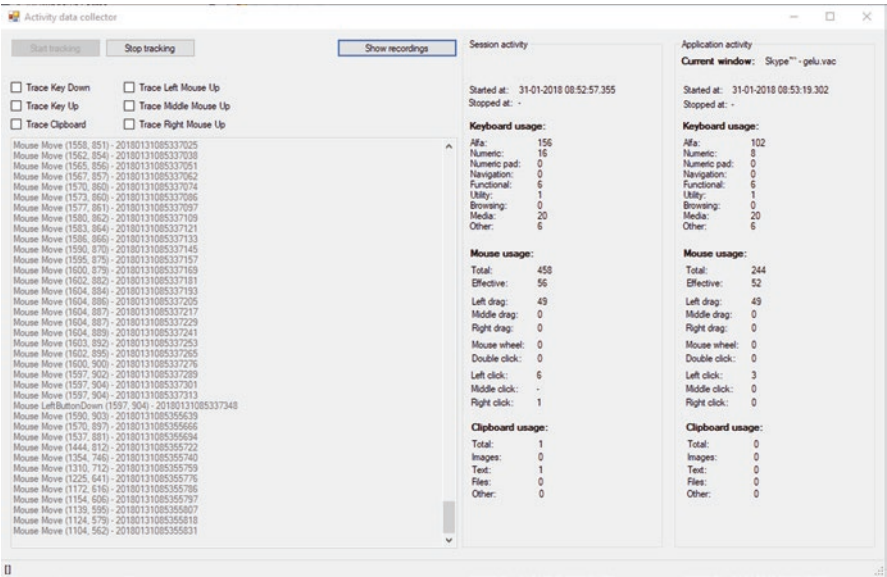 Activity data collector
Start tracking
Stop tracking
Show recordings
Trace Key Down
Trace Left Mouse Up
Trace Key Up
Trace Middle Mouse Up
Trace Clipboard
Trace Right Mouse Up
Mouse Move (1558, 851) - 20180131085337025
Mouse Move (1562, 854) - 20180131085337038
Mouse Move (1565, 856) - 20180131085337051
Mouse Move (1567, 857) - 20180131085337062
Mouse Move (1570, 860) - 20180131085337074
Mouse Move (1573, 860) - 20180131085337086
Mouse Move (1577, 861) - 20180131085337097
Mouse Move (1580, 862) - 20180131085337109
Mouse Move (1583, 864) - 20180131085337121
Mouse Move (1586, 866) - 20180131085337133
Mouse Move (1590, 870) - 20180131085337145
Mouse Move (1595, 875) - 20180131085337157
Mouse Move (1600, 879) - 20180131085337169
Mouse Move (1602, 882) - 20180131085337181
Mouse Move (1604, 884) - 20180131085337193
Mouse Move (1604, 886) - 20180131085337205
Mouse Move (1604, 887) - 20180131085337217
Mouse Move (1604, 887) - 20180131085337229
Mouse Move (1604, 889) - 20180131085337241
Mouse Move (1603, 892) - 20180131085337253
Mouse Move (1602, 895) - 20180131085337265
Mouse Move (1600, 900) - 20180131085337276
Mouse Move (1597, 902) - 20180131085337289
Mouse Move (1597, 904) - 20180131085337301
Mouse Move (1597, 904) - 20180131085337313
Mouse LeftButtonDown (1597, 904) - 20180131085337348
Mouse Move (1590, 903) - 20180131085355639
Mouse Move (1570, 897) - 20180131085355666
Mouse Move (1537, 881) - 20180131085355694
Mouse Move (1444, 812) - 20180131085355722
Mouse Move (1354, 746) - 20180131085355740
Mouse Move (1310, 712) - 20180131085355759
Mouse Move (1225, 641) - 20180131085355776
Mouse Move (1172, 616) - 20180131085355786
Mouse Move (1154, 606) - 20180131085355797
Mouse Move (1139, 595) - 20180131085355807
Mouse Move (1124, 579) - 20180131085355818
Mouse Move (1104, 562) - 20180131085355831
Session activity
Started at: 31-01-2018 08:52:57.355
Stopped at: -
Keyboard usage:
Alfa: 156
Numeric: 16
Numeric pad: 0
Navigation: 0
Functional: 6
Utility: 1
Browsing: 0
Media: 20
Other: 6
Mouse usage:
Total: 458
Effective: 56
Left drag: 49
Middle drag: 0
Right drag: 0
Mouse wheel: 0
Double click: 0
Left click: 6
Middle click: -
Right click: 1
Clipboard usage:
Total: 1
Images: 0
Text: 1
Files: 0
Other: 0
Application activity
Current window: Skype™ - gelu.vac
Started at: 31-01-2018 08:53:19.302
Stopped at: -
Keyboard usage:
Alfa: 102
Numeric: 8
Numeric pad: 0
Navigation: 0
Functional: 6
Utility: 1
Browsing: 0
Media: 20
Other: 6
Mouse usage:
Total: 244
Effective: 52
Left drag: 49
Middle drag: 0
Right drag: 0
Mouse wheel: 0
Double click: 0
Left click: 3
Middle click: 0
Right click: 0
Clipboard usage:
Total: 0
Images: 0
Text: 0
Files: 0
Other: 0
[]